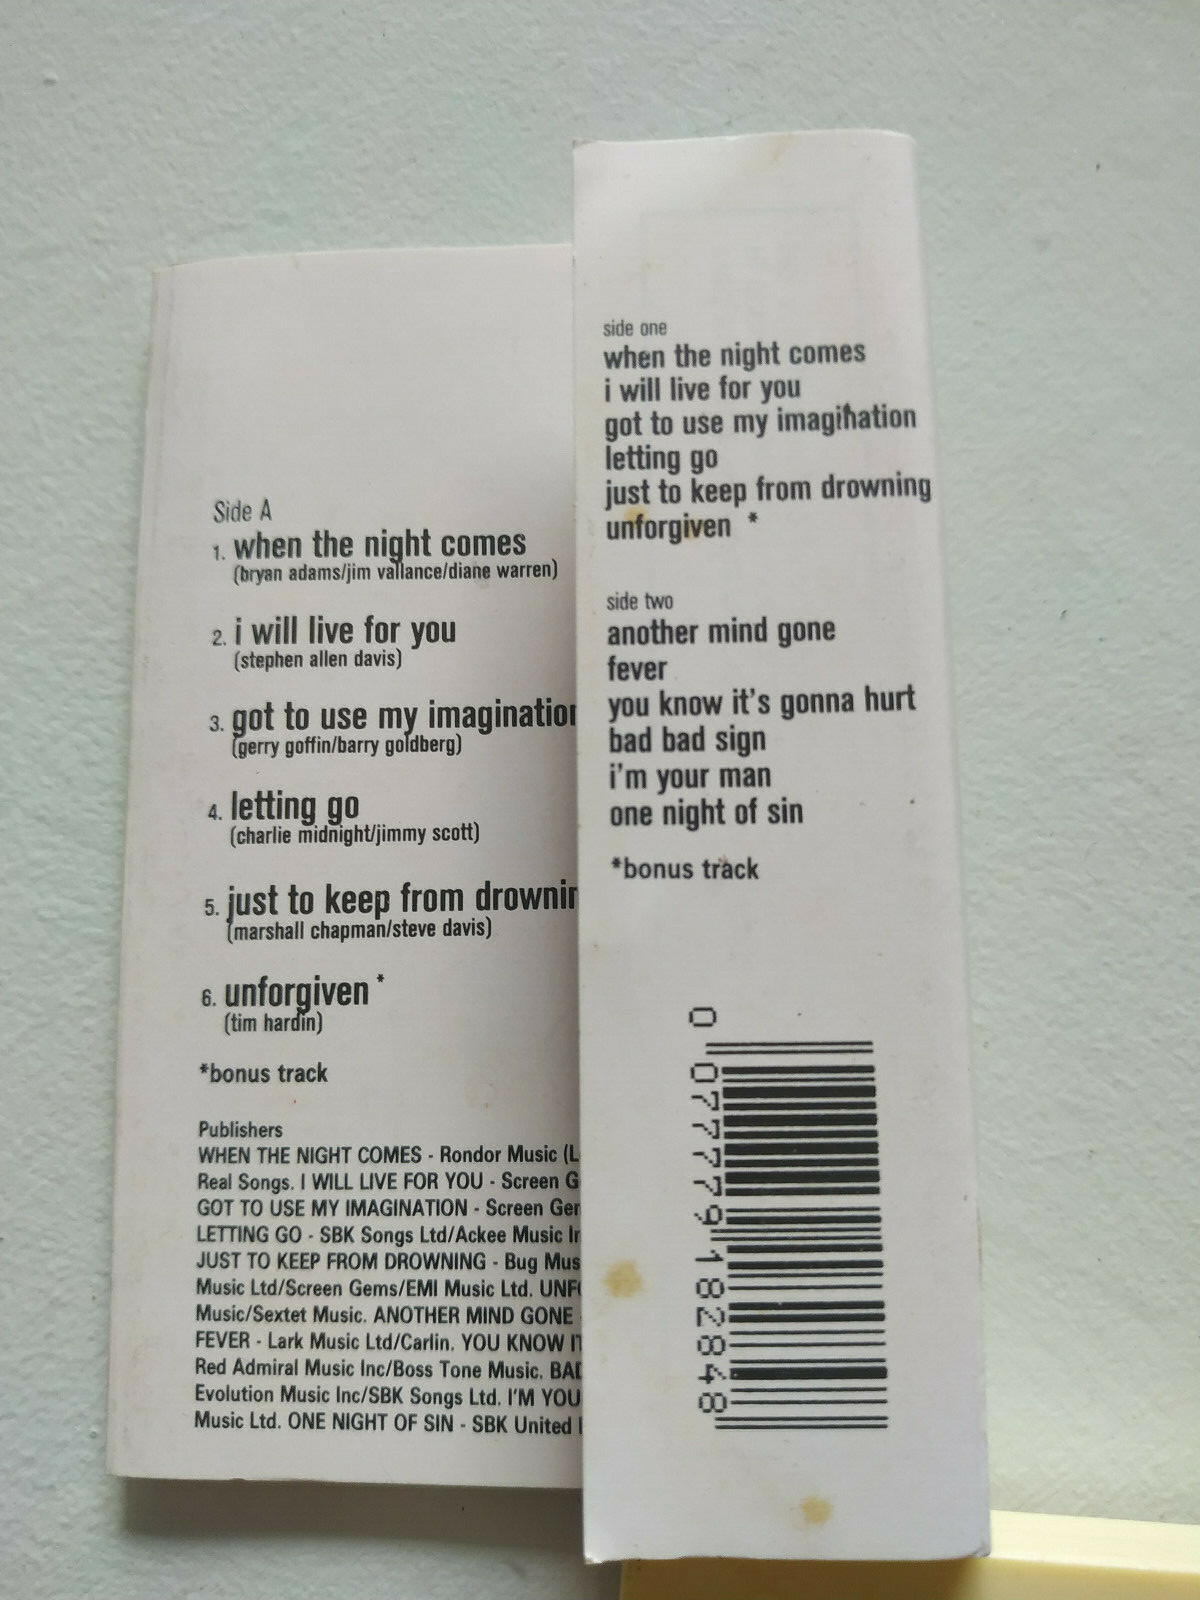 Side A
1. when the night comes
(bryan adams/jim vallance/diane warren)
2. i will live for you
(stephen allen davis)
3. got to use my imagination
(gerry goffin/barry goldberg)
4. letting go
(charlie midnight/jimmy scott)
5. just to keep from
(marshall chapman/steve davis)
6. unforgiven *
(tim hardin)
*bonus track
Publishers
WHEN THE NIGHT COMES - Rondor Music
Real Songs. I WILL LIVE FOR YOU - Screen
GOT TO USE MY IMAGINATION - Screen
LETTING GO - SBK Songs Ltd/Ackee Music
JUST TO KEEP FROM DROWNING - Bug
Music Ltd/Screen Gems/EMI Music Ltd.
Music/Sextet Music. ANOTHER MIND GONE
FEVER - Lark Music Ltd/Carlin. YOU KNOW
Red Admiral Music Inc/Boss Tone Music.
Evolution Music Inc/SBK Songs Ltd. I'M
Music Ltd. ONE NIGHT OF SIN - SBK United
side one
when the night comes
i will live for you
got to use my imagination
letting go
just to keep from drowning
unforgiven *
side two
another mind gone
fever
you know it's gonna hurt
bad bad sign
i'm your man
one night of sin
*bonus track
0 07777 91828 4 8